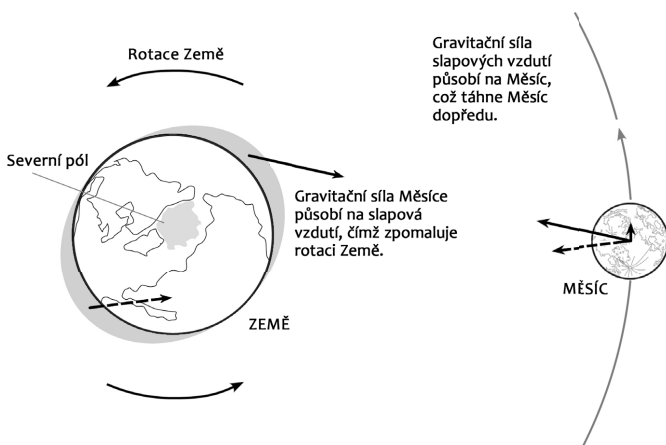 Rotace Země
Severní pól
Gravitační síla Měsíce
působí na slapová
vzdutí, čímž zpomaluje
rotaci Země.
ZEMĚ
Gravitační síla
slapových vzdutí
působí na Měsíc,
což táhne Měsíc
dopředu.
MĚSÍC